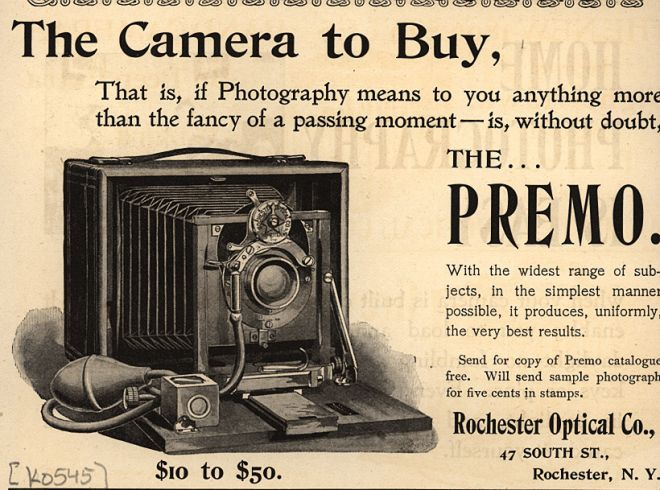 The Camera to Buy,
That is, if Photography means to you anything more
than the fancy of a passing moment—is, without doubt,
THE...
PREMO.
With the widest range of sub-
jects, in the simplest manner
possible, it produces, uniformly,
the very best results.
Send for copy of Premo catalogue
free. Will send sample photograph
for five cents in stamps.
Rochester Optical Co.,
47 SOUTH ST.,
Rochester, N. Y.
$10 to $50.
[K0545]